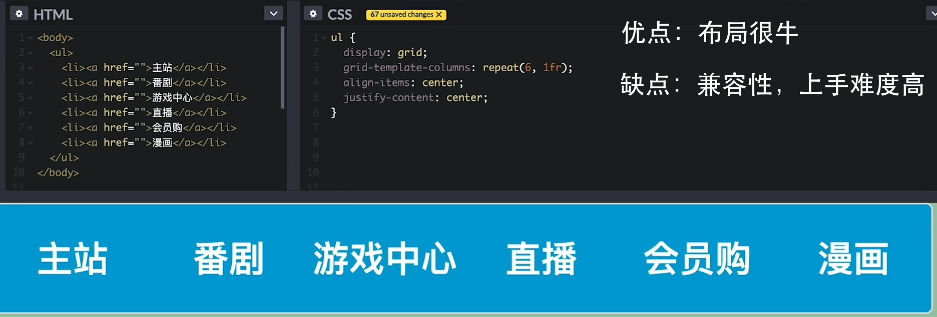 HTML
1 <body>
2 <ul>
3 <li><a href="">主站</a></li>
4 <li><a href="">番剧</a></li>
5 <li><a href="">游戏中心</a></li>
6 <li><a href="">直播</a></li>
7 <li><a href="">会员购</a></li>
8 <li><a href="">漫画</a></li>
9 </ul>
10 </body>
11
CSS 67 unsaved changes ×
1 ul {
2 display: grid;
3 grid-template-columns: repeat(6, 1fr);
4 align-items: center;
5 justify-content: center;
6 }
7
8
9
10
11
优点：布局很牛
缺点：兼容性，上手难度高
主站 番剧 游戏中心 直播 会员购 漫画